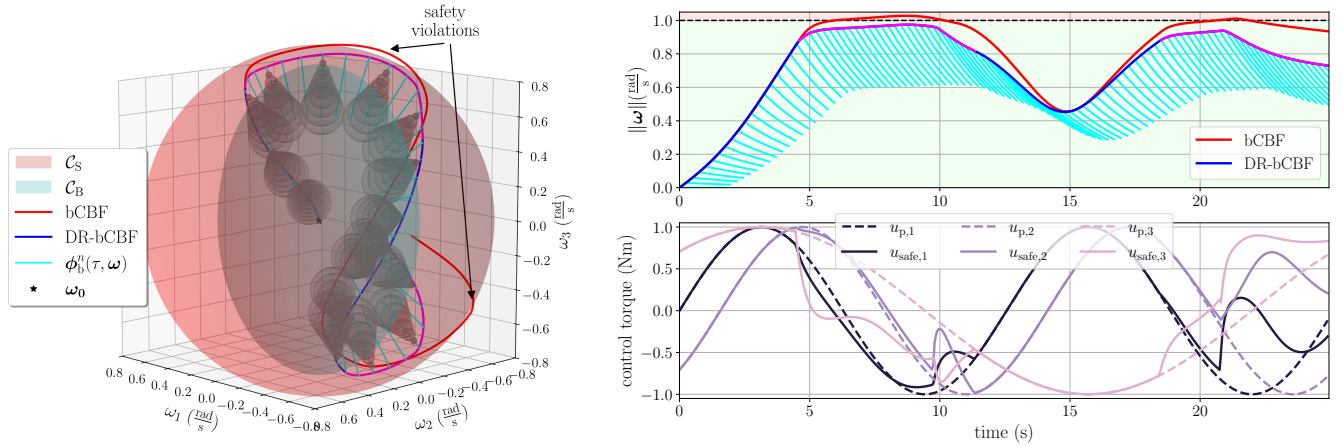 safety
violations
0.8
0.6
0.4
0.2
0.0
−0.2
−0.4
−0.6
−0.8
ω₃ (rad/s)
𝒞_S
𝒞_B
bCBF
DR-bCBF
ϕ_b^n(τ, ω)
ω₀
0.8
0.6
0.4
0.2
0.0
−0.2
−0.4
−0.6
−0.8
ω₁ (rad/s)
0.8
0.6
0.4
0.2
0.0
−0.2
−0.4
−0.6
−0.8
ω₂ (rad/s)
1.0
0.8
0.6
0.4
0.2
0.0
‖ω‖ (rad/s)
0
5
10
15
20
bCBF
DR-bCBF
1.0
0.5
0.0
−0.5
−1.0
control torque (Nm)
u_p,1
u_safe,1
u_p,2
u_safe,2
u_p,3
u_safe,3
0
5
10
15
20
time (s)